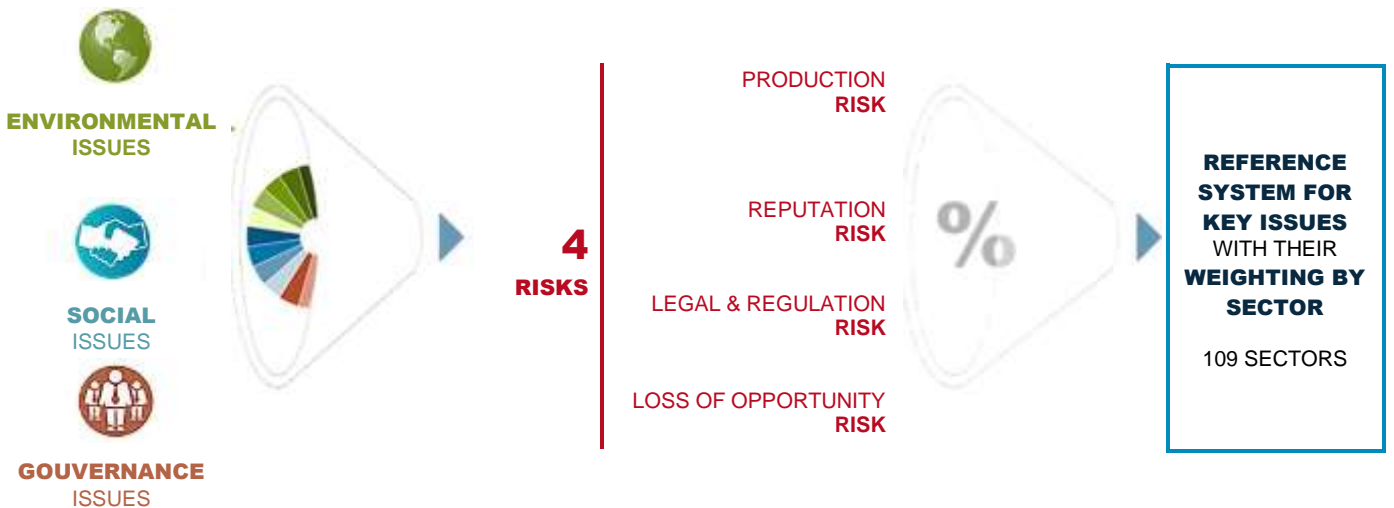 ENVIRONMENTAL
ISSUES
SOCIAL
ISSUES
GOUVERNANCE
ISSUES
4
RISKS
PRODUCTION
RISK
REPUTATION
RISK
LEGAL & REGULATION
RISK
LOSS OF OPPORTUNITY
RISK
%
REFERENCE
SYSTEM FOR
KEY ISSUES
WITH THEIR
WEIGHTING BY
SECTOR
109 SECTORS